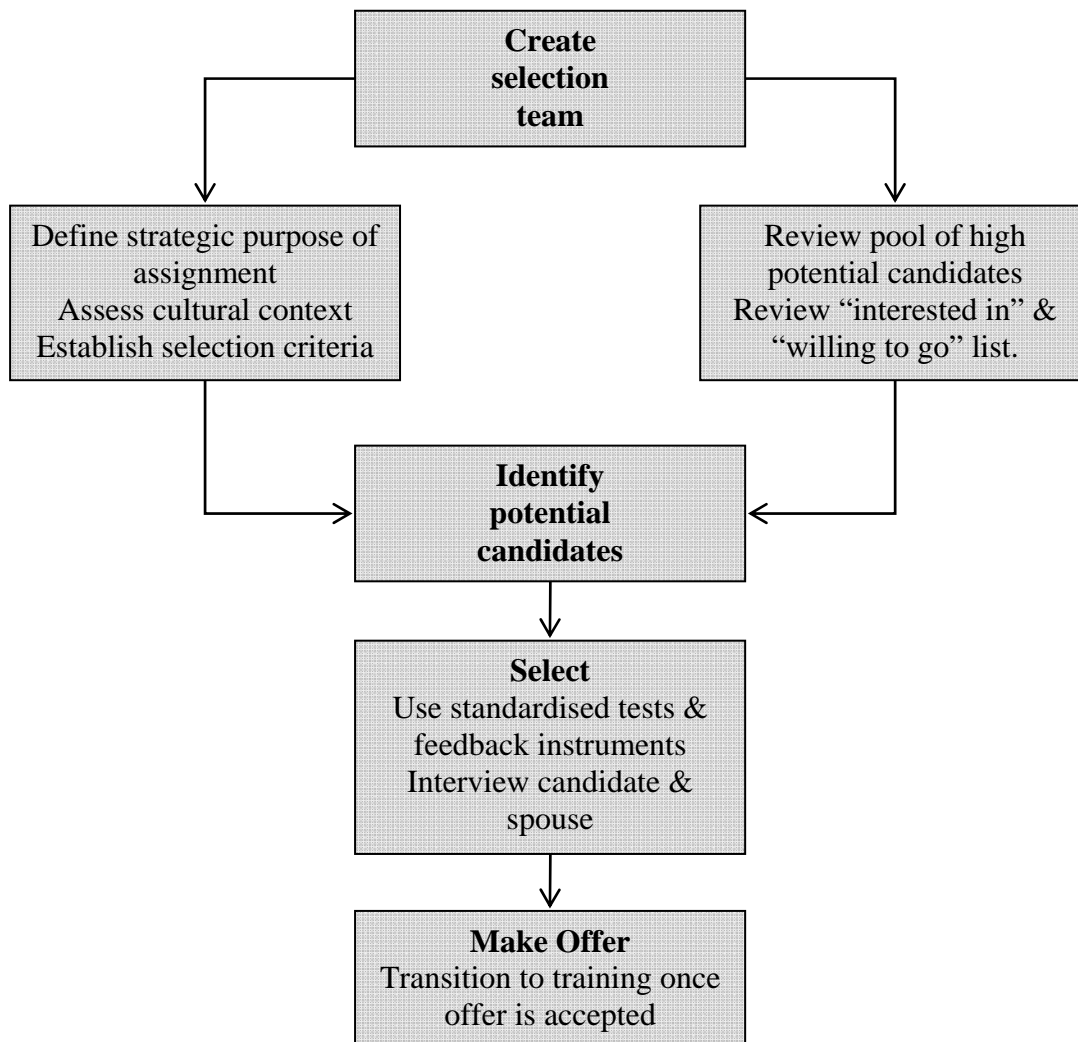 Create
selection
team
Define strategic purpose of
assignment
Assess cultural context
Establish selection criteria
Review pool of high
potential candidates
Review “interested in” &
“willing to go” list.
Identify
potential
candidates
Select
Use standardised tests &
feedback instruments
Interview candidate &
spouse
Make Offer
Transition to training once
offer is accepted